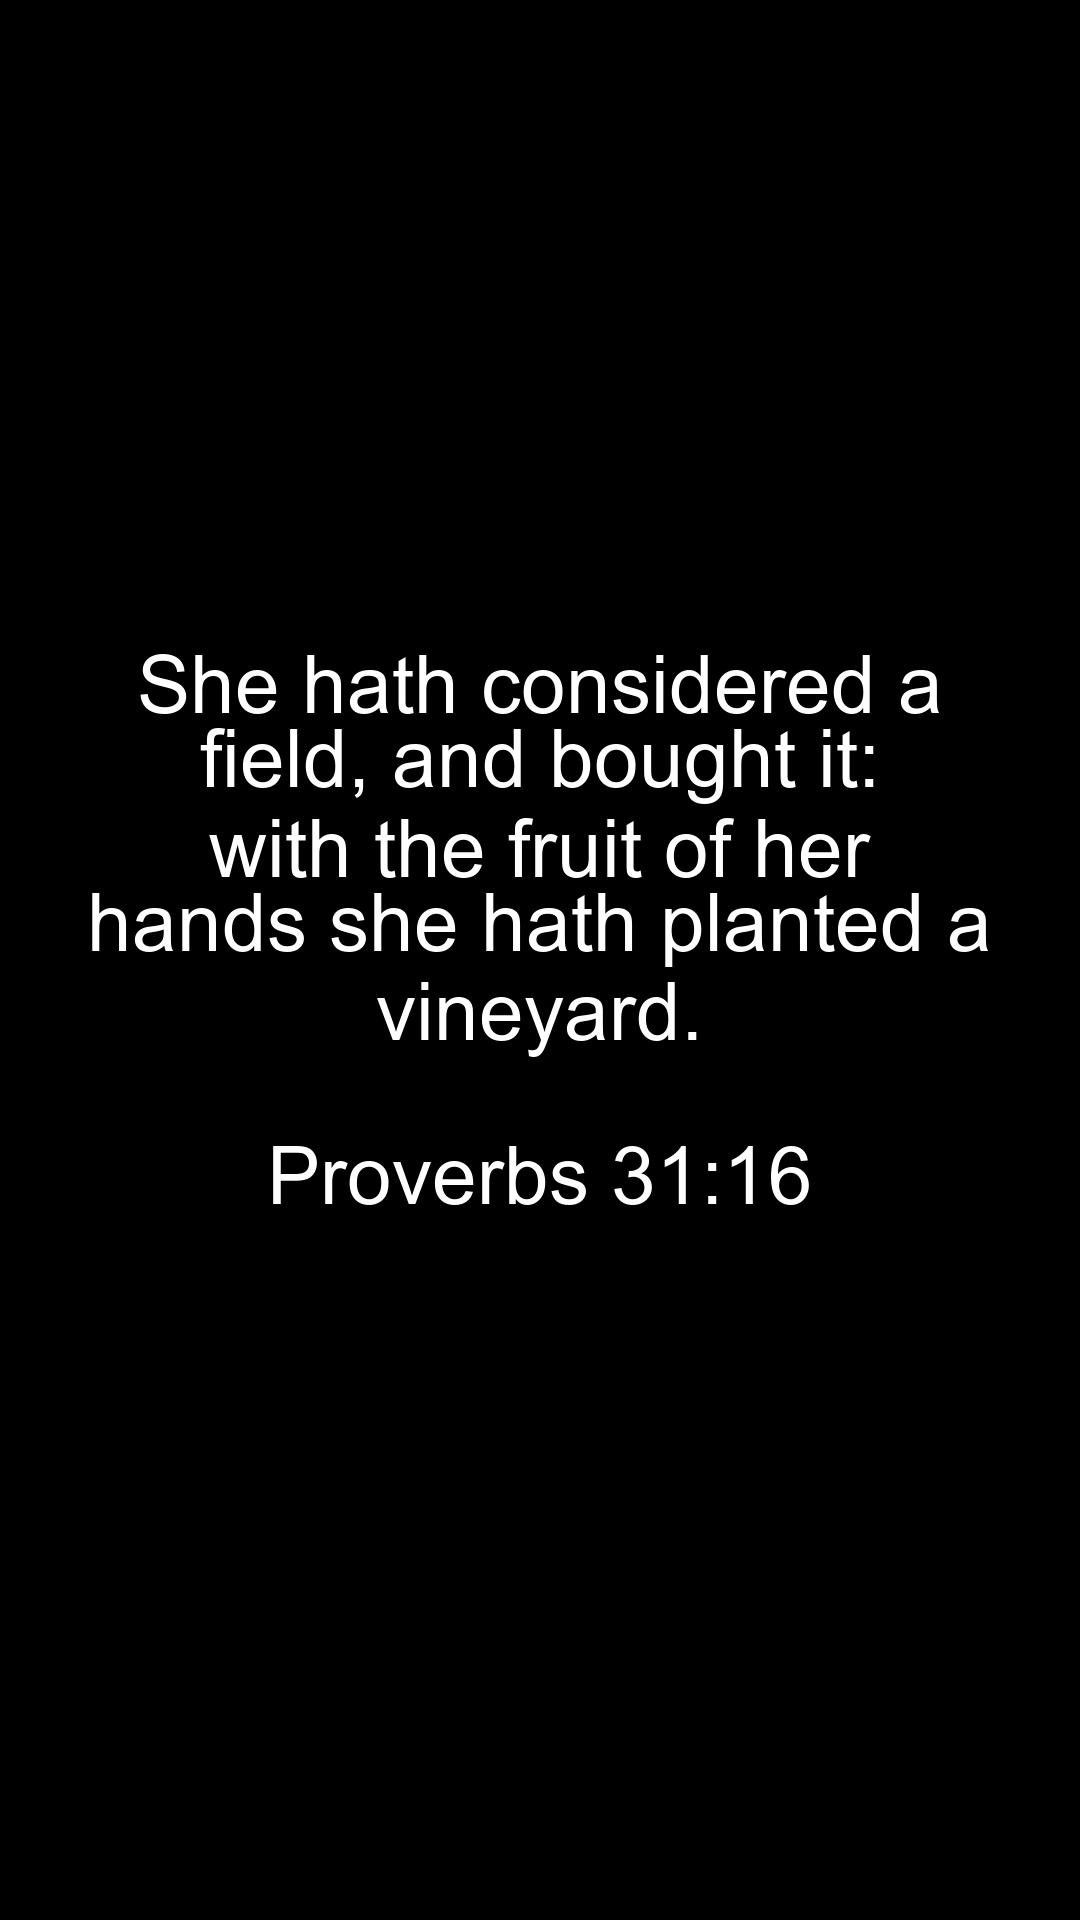 She hath considered a
field, and bought it:
with the fruit of her
hands she hath planted a
vineyard.
Proverbs 31:16